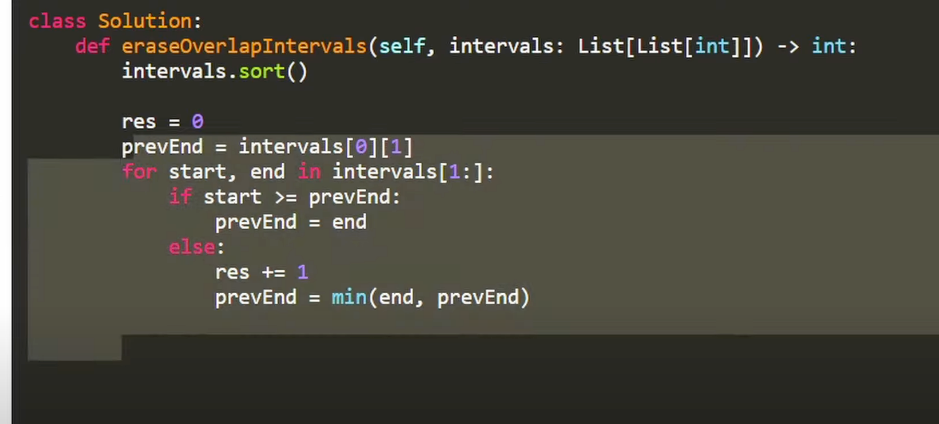 class Solution:
    def eraseOverlapIntervals(self, intervals: List[List[int]]) -> int:
        intervals.sort()
        res = 0
        prevEnd = intervals[0][1]
        for start, end in intervals[1:]:
            if start >= prevEnd:
                prevEnd = end
            else:
                res += 1
                prevEnd = min(end, prevEnd)